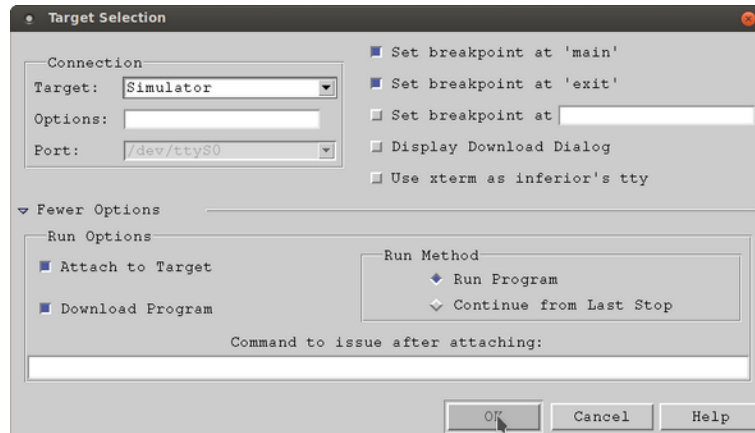 Target Selection
Connection
Target: Simulator
Options:
Port: /dev/ttyS0
Set breakpoint at 'main'
Set breakpoint at 'exit'
Set breakpoint at
Display Download Dialog
Use xterm as inferior's tty
Fewer Options
Run Options
Attach to Target
Download Program
Run Method
Run Program
Continue from Last Stop
Command to issue after attaching:
OK Cancel Help